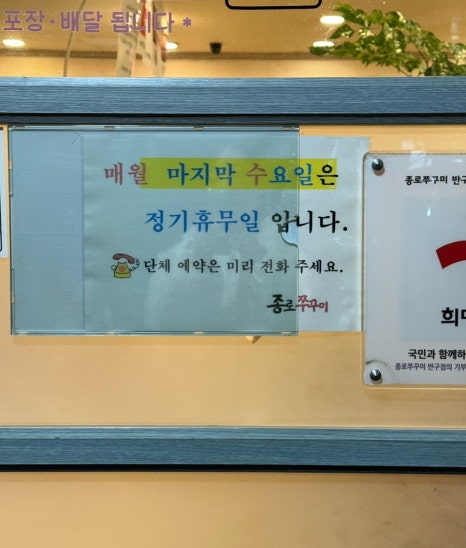 포장·배달 됩니다 *
매월 마지막 수요일은
정기휴무일 입니다.
단체 예약은 미리 전화 주세요.
종로쭈꾸미
종로쭈꾸미 반구
국민과 함께하
종로쭈꾸미 반구점의 기부